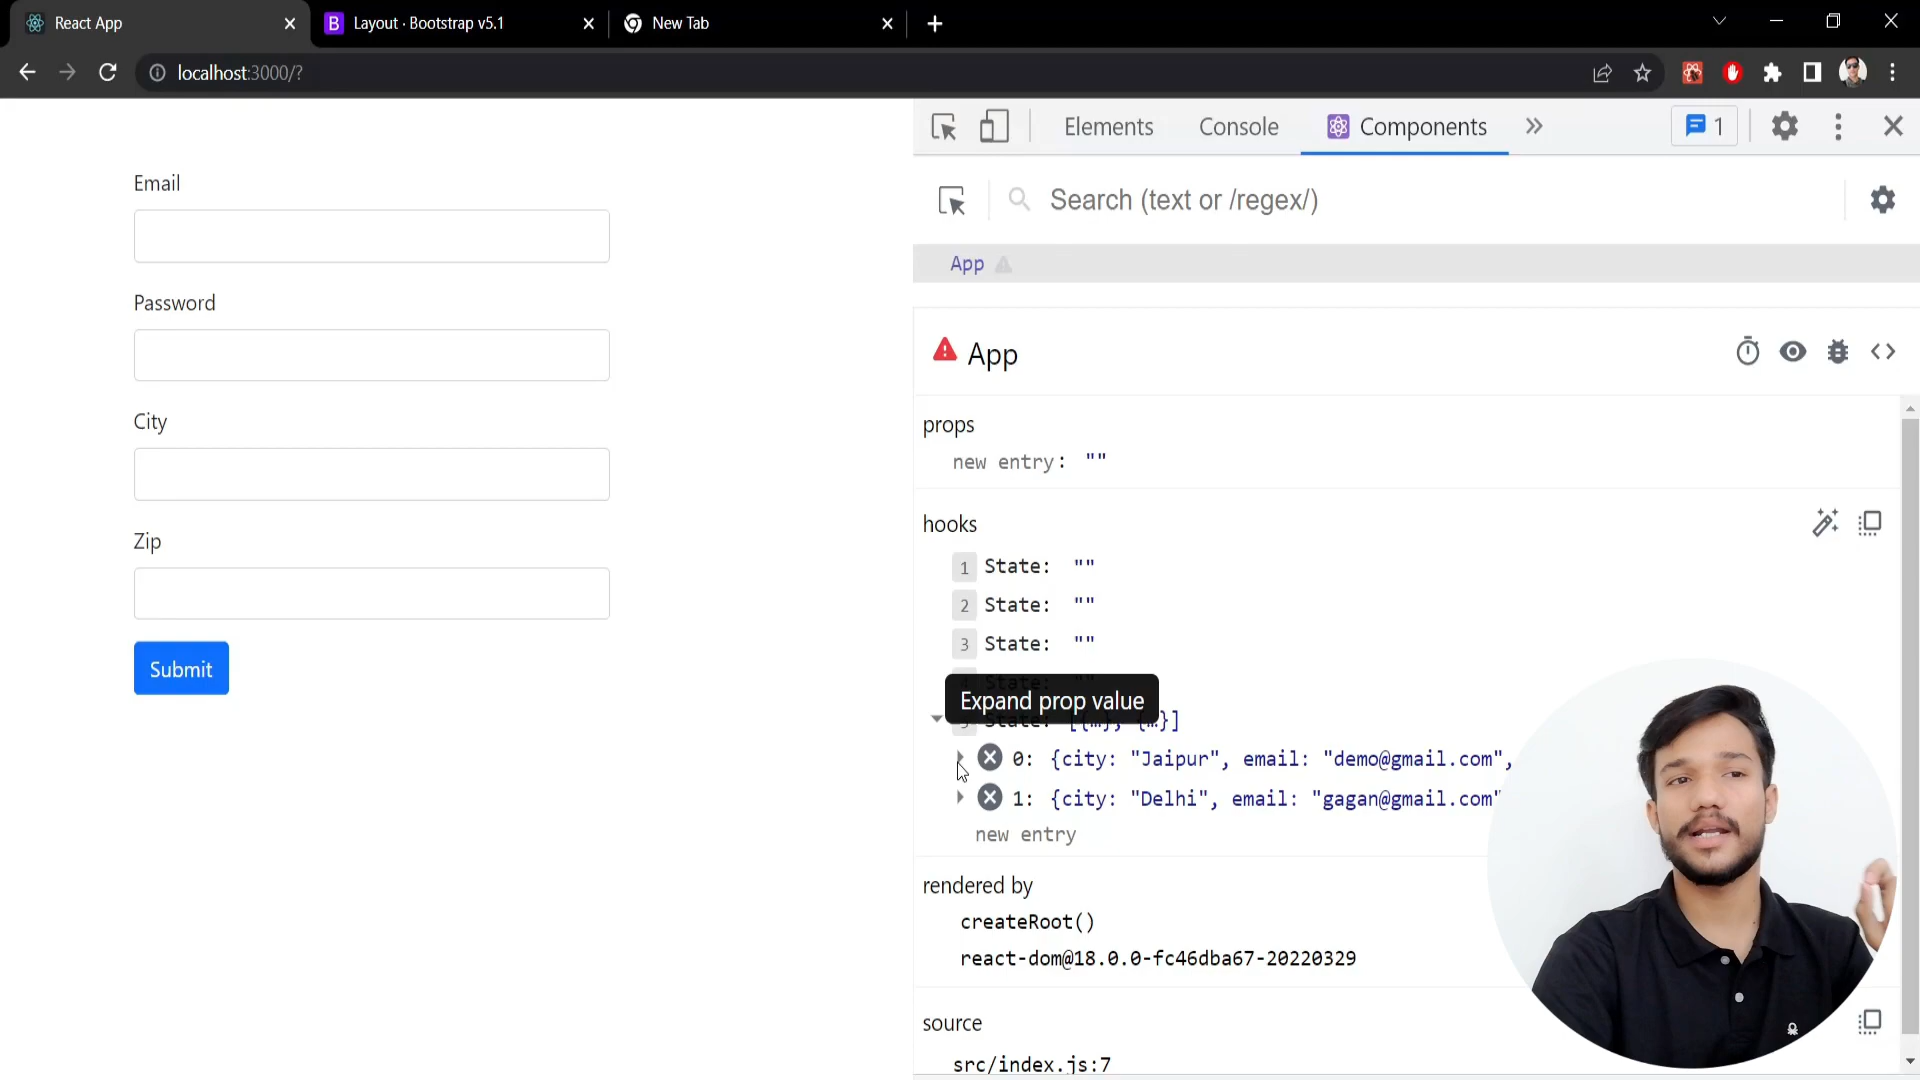 React App
Layout · Bootstrap v5.1
New Tab
localhost:3000/?
Elements
Console
Components
1
Search (text or /regex/)
App
App
props
new entry: ""
hooks
1 State: ""
2 State: ""
3 State: ""
State: ""
Expand prop value
State: [{…}, {…}]
0: {city: "Jaipur", email: "demo@gmail.com",
1: {city: "Delhi", email: "gagan@gmail.com"
new entry
rendered by
createRoot()
react-dom@18.0.0-fc46dba67-20220329
source
src/index.js:7
Email
Password
City
Zip
Submit